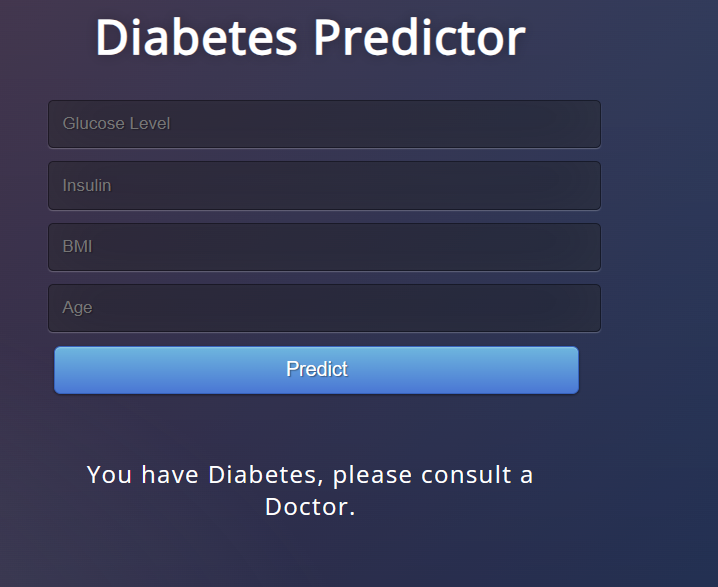 Diabetes Predictor
Glucose Level
Insulin
BMI
Age
Predict
You have Diabetes, please consult a
Doctor.